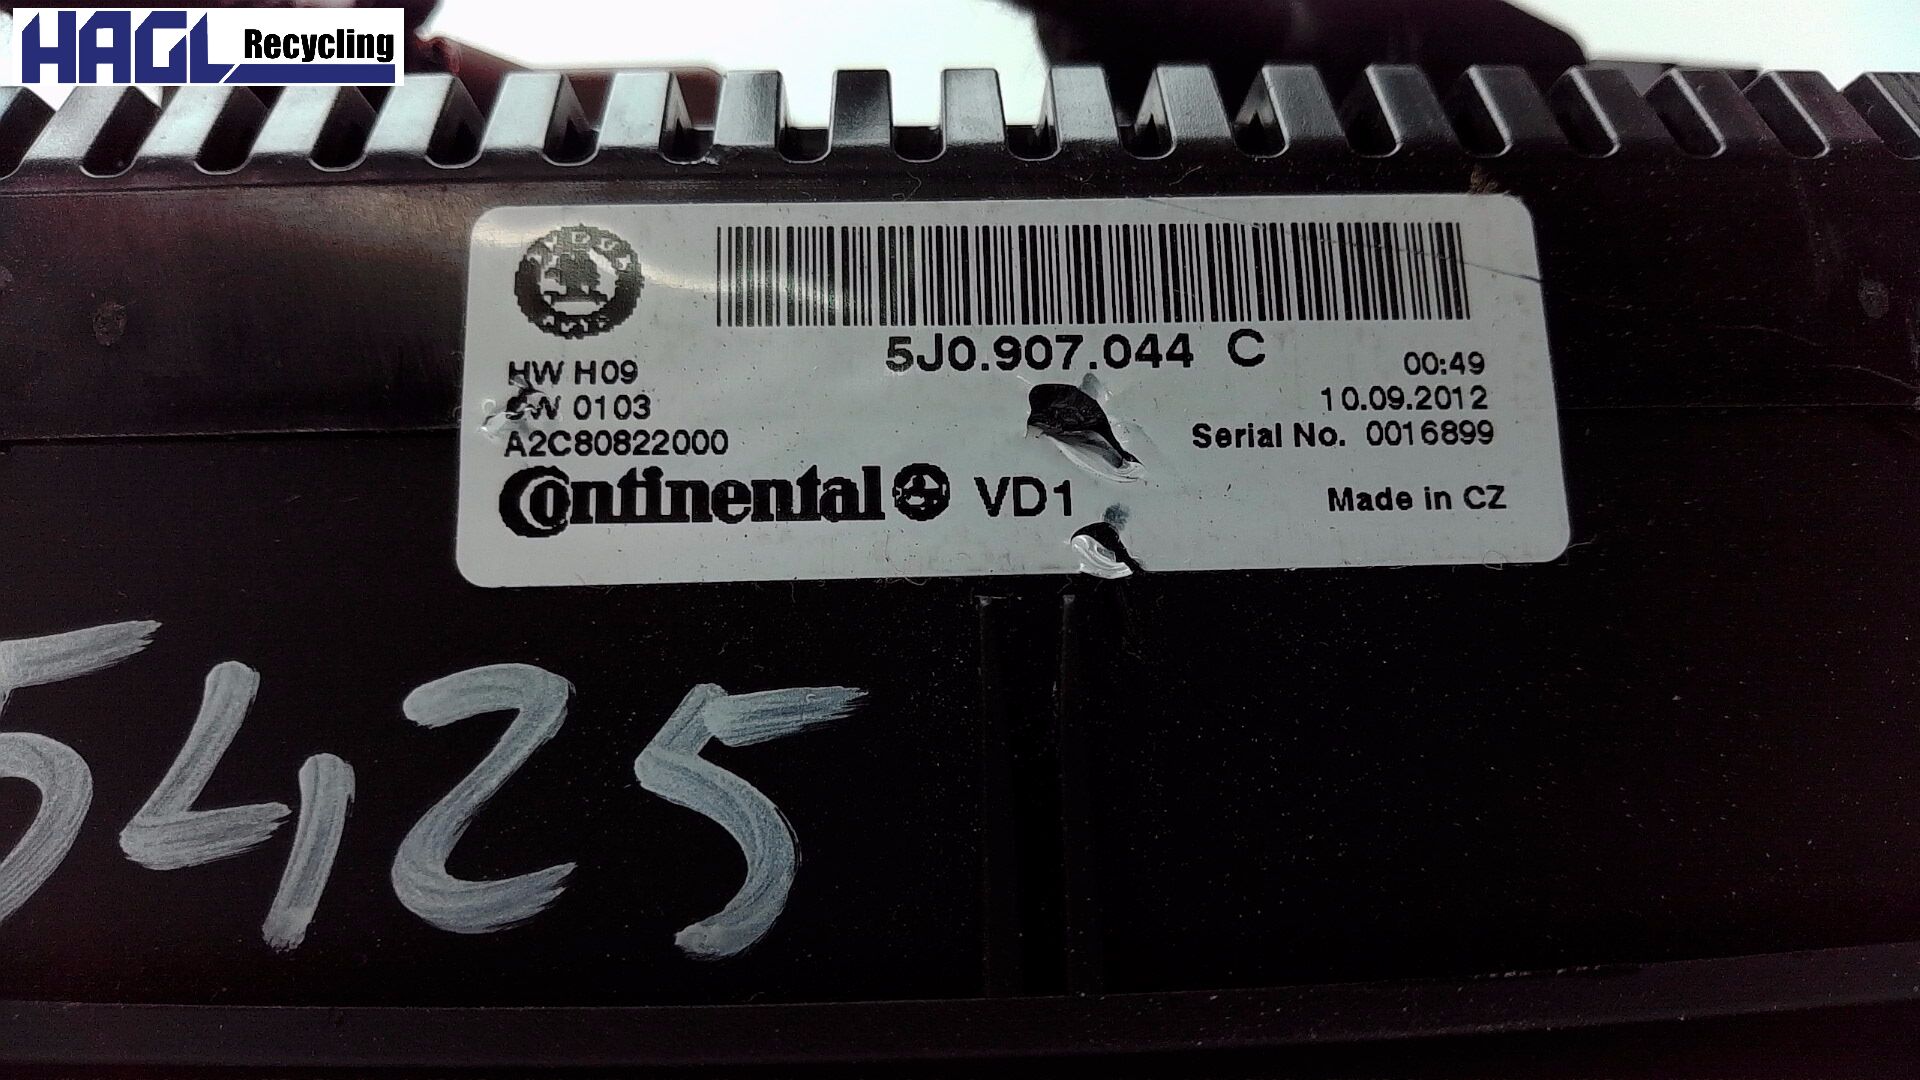 HAGL Recycling
5J0.907.044 C
HW H09
SW 0103
A2C80822000
Continental VD1
00:49
10.09.2012
Serial No. 0016899
Made in CZ
5425